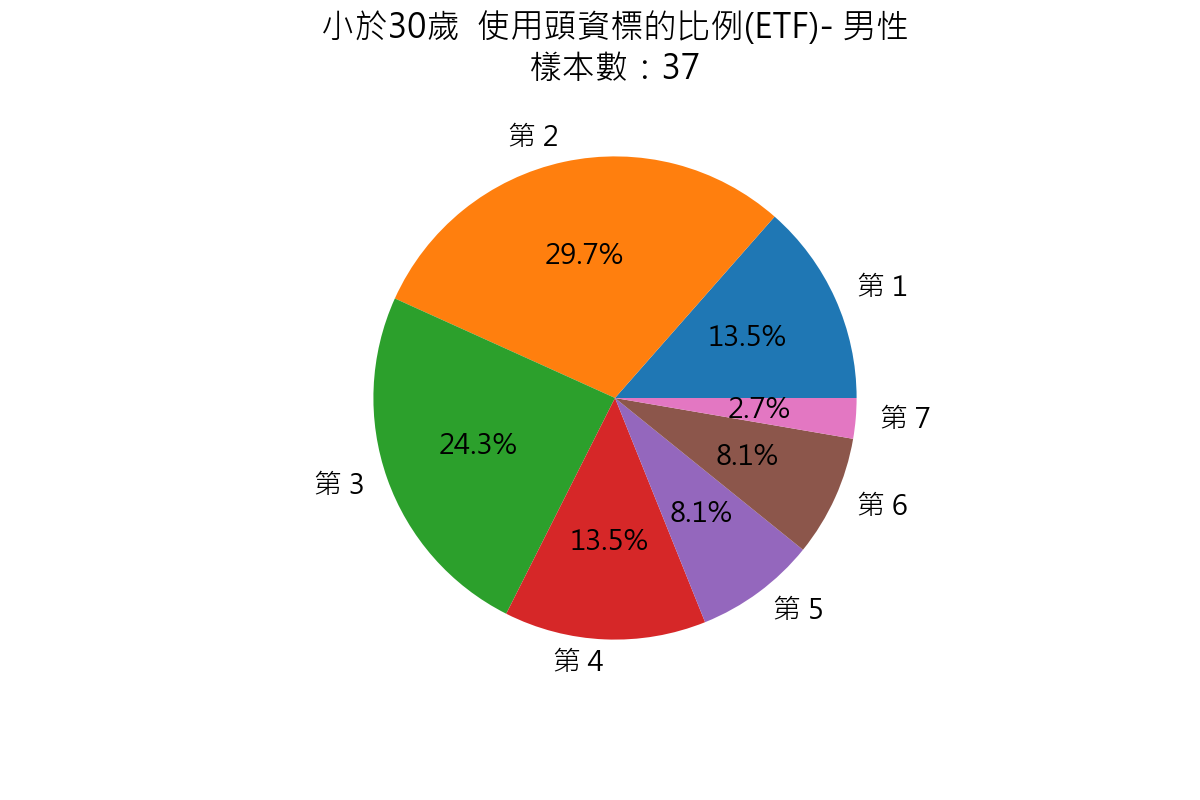 小於30歲  使用頭資標的比例(ETF)- 男性
樣本數：37
第 2
29.7%
第 1
13.5%
2.7%
第 7
24.3%
8.1%
第 3
第 6
8.1%
13.5%
第 5
第 4